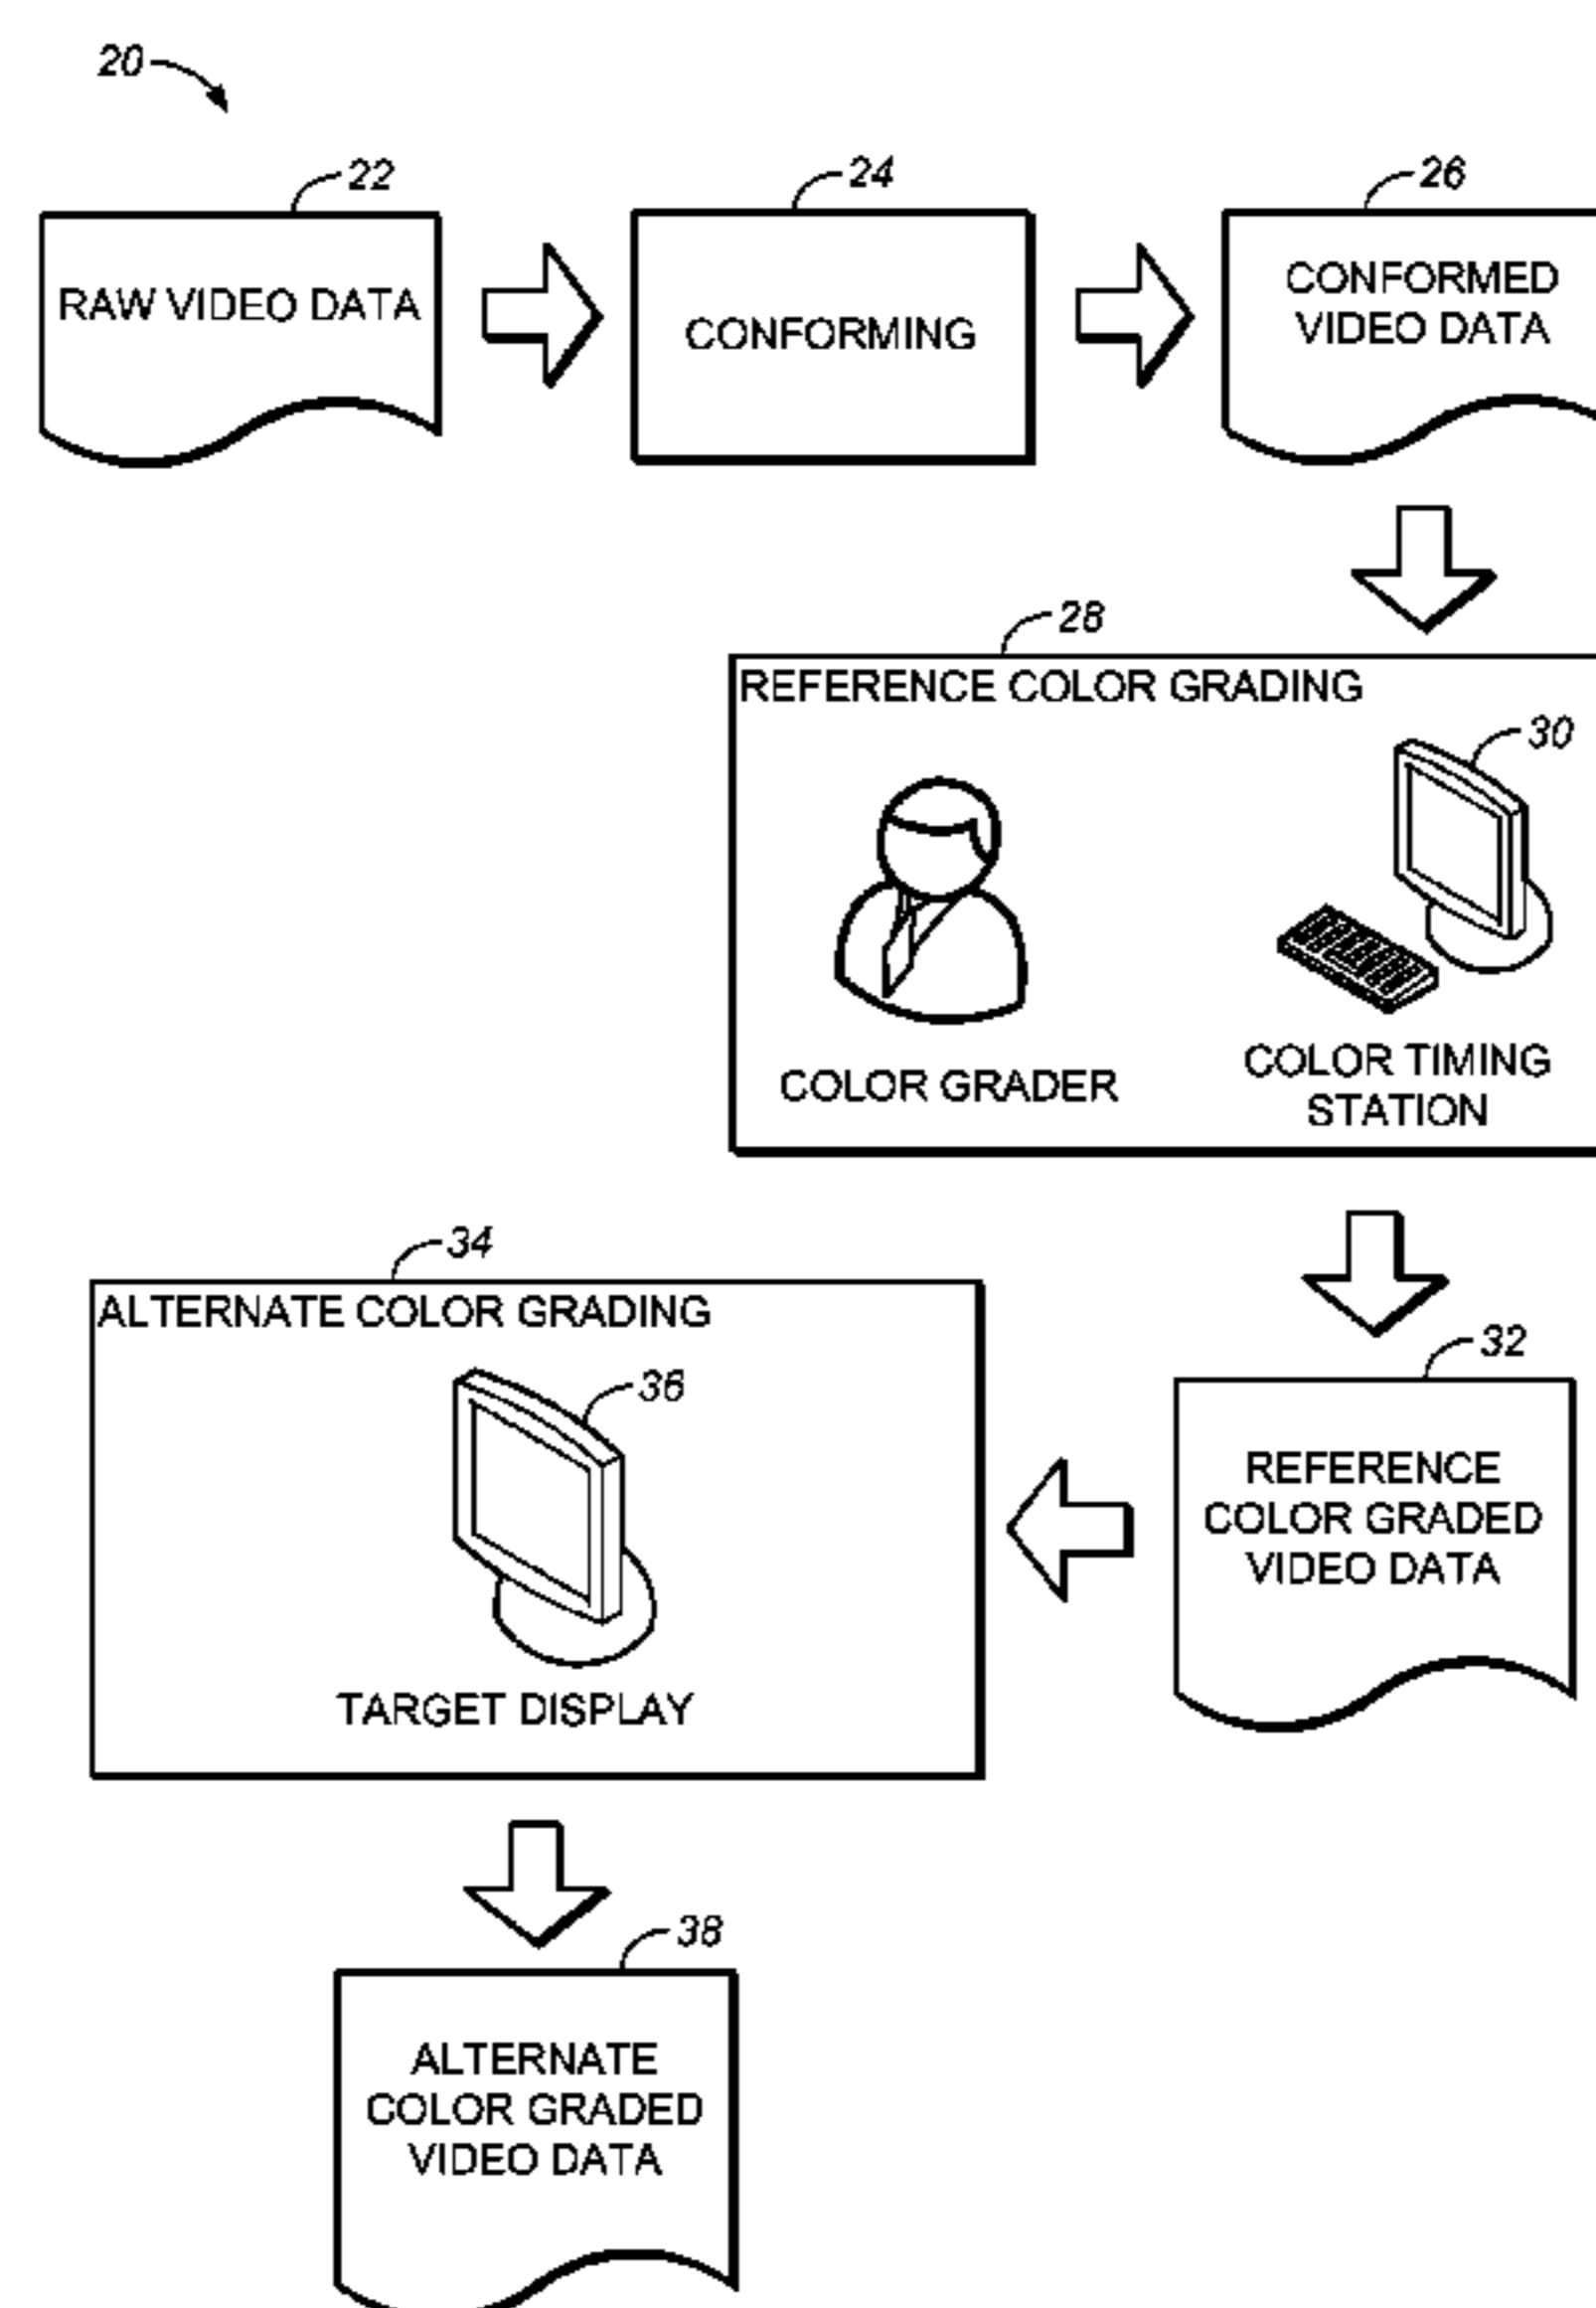 20
22
24
26
RAW VIDEO DATA
CONFORMING
CONFORMED
VIDEO DATA
28
REFERENCE COLOR GRADING
30
COLOR GRADER
COLOR TIMING
STATION
34
ALTERNATE COLOR GRADING
36
TARGET DISPLAY
32
REFERENCE
COLOR GRADED
VIDEO DATA
38
ALTERNATE
COLOR GRADED
VIDEO DATA